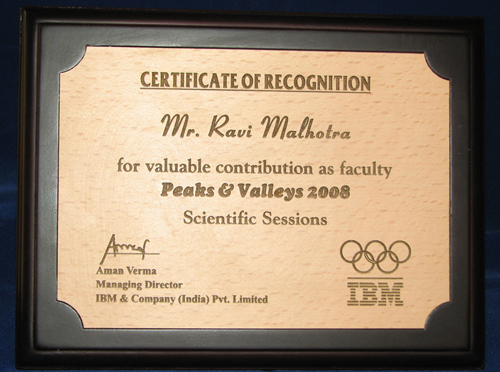 CERTIFICATE OF RECOGNITION
Mr. Ravi Malhotra
for valuable contribution as faculty
Peaks & Valleys 2008
Scientific Sessions
Aman Verma
Managing Director
IBM & Company (India) Pvt. Limited
IBM